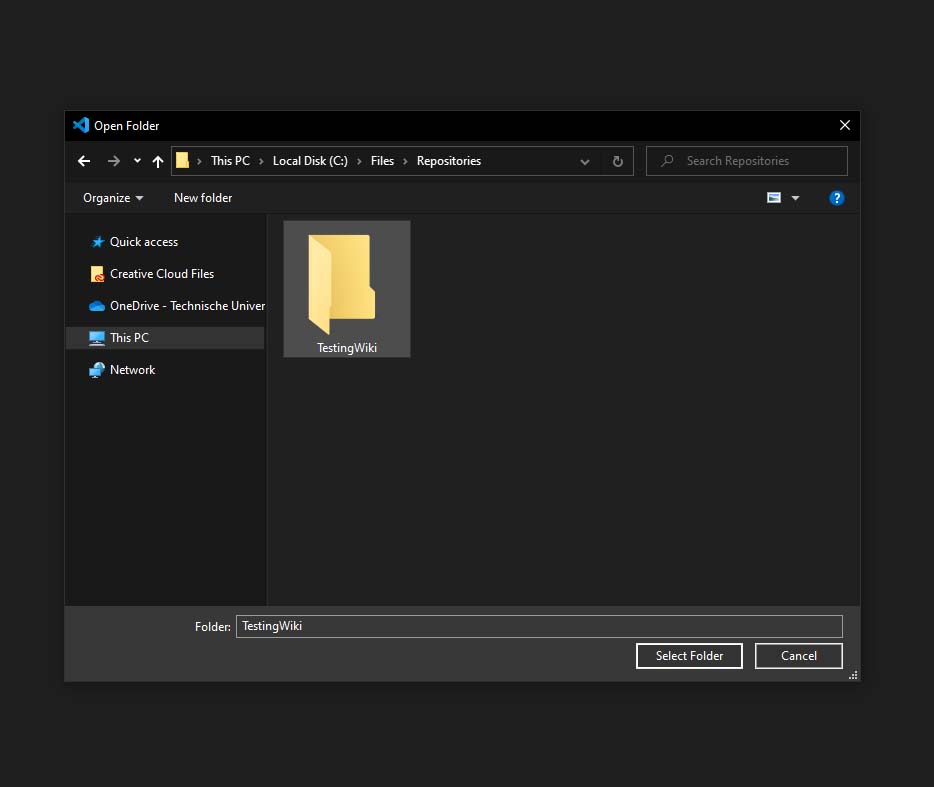 Open Folder
This PC > Local Disk (C:) > Files > Repositories
Search Repositories
Organize
New folder
?
Quick access
Creative Cloud Files
OneDrive - Technische Univer
This PC
Network
TestingWiki
Folder: TestingWiki
Select Folder
Cancel